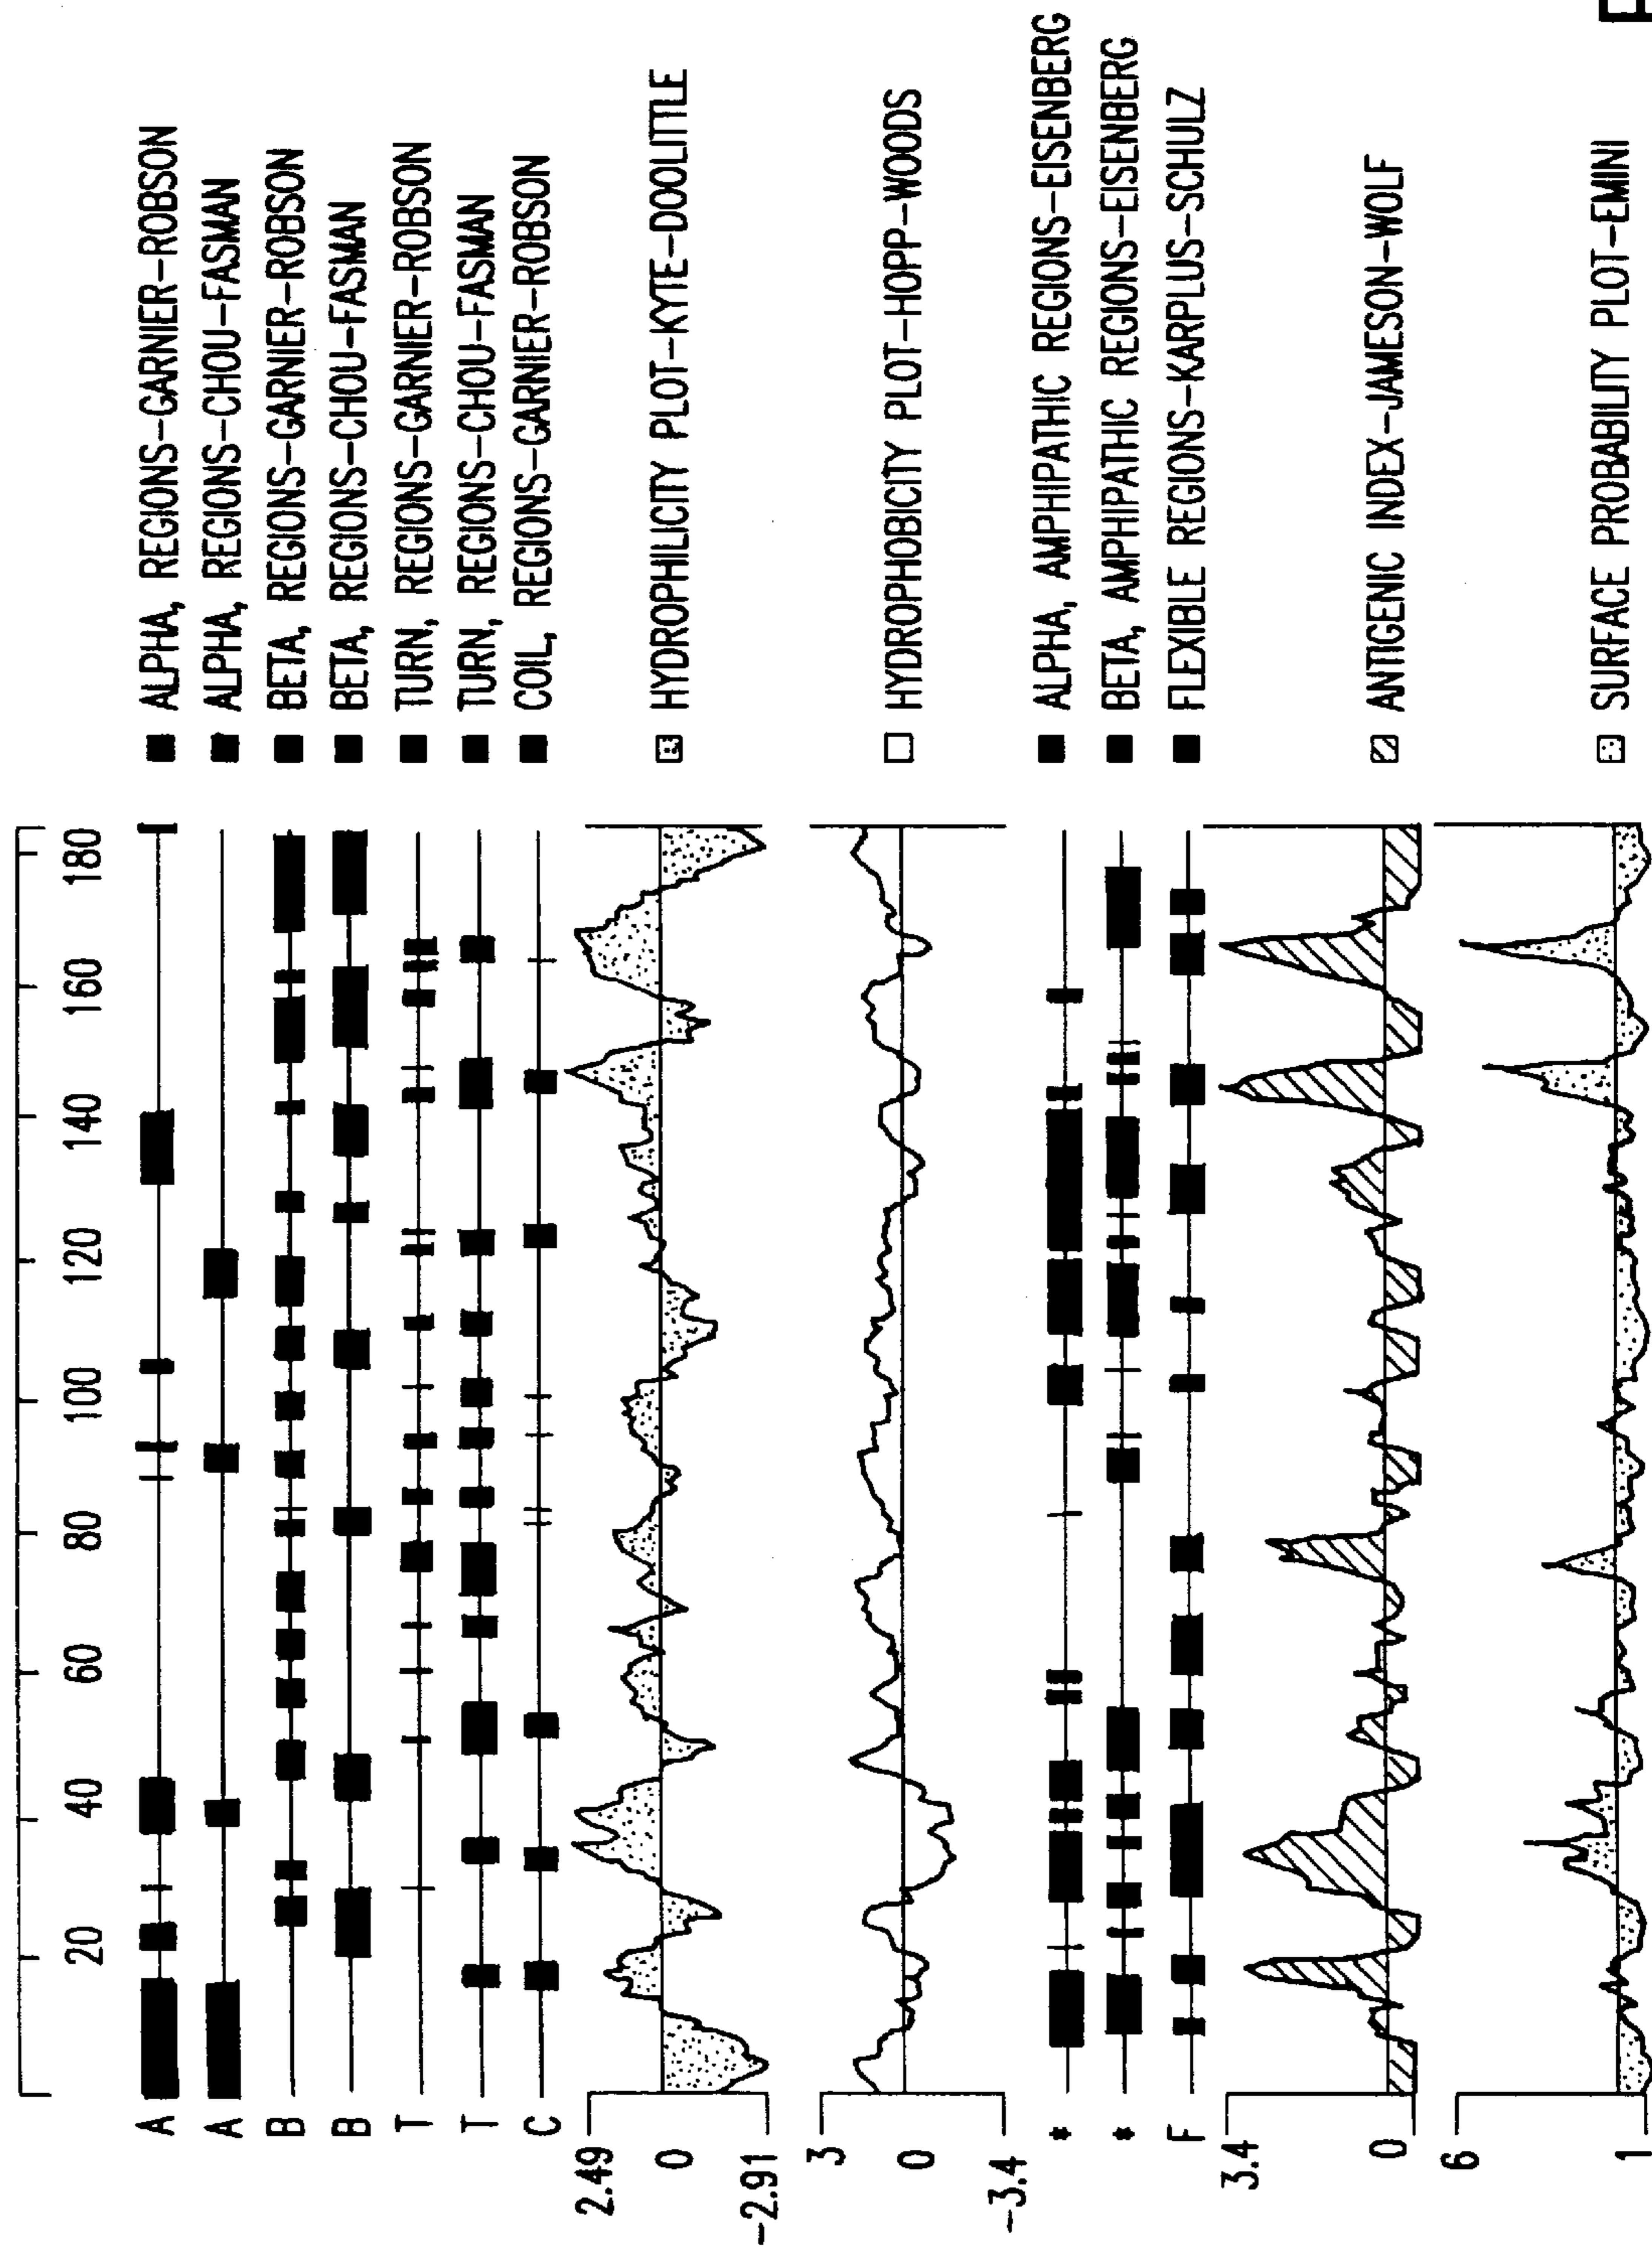 20 40 60 80 100 120 140 160 180
A ALPHA, REGIONS-GARNIER-ROBSON
A ALPHA, REGIONS-CHOU-FASMAN
B BETA, REGIONS-GARNIER-ROBSON
B BETA, REGIONS-CHOU-FASMAN
T TURN, REGIONS-GARNIER-ROBSON
T TURN, REGIONS-CHOU-FASMAN
C COIL, REGIONS-GARNIER-ROBSON
2.49
0 HYDROPHILICITY PLOT-KYTE-DOOLITTLE
-2.91
3
0 HYDROPHOBICITY PLOT-HOPP-WOODS
-3.4
* ALPHA, AMPHIPATHIC REGIONS-EISENBERG
* BETA, AMPHIPATHIC REGIONS-EISENBERG
F FLEXIBLE REGIONS-KARPLUS-SCHULZ
3.4
0 ANTIGENIC INDEX-JAMESON-WOLF
6
SURFACE PROBABILITY PLOT-EMINI
1